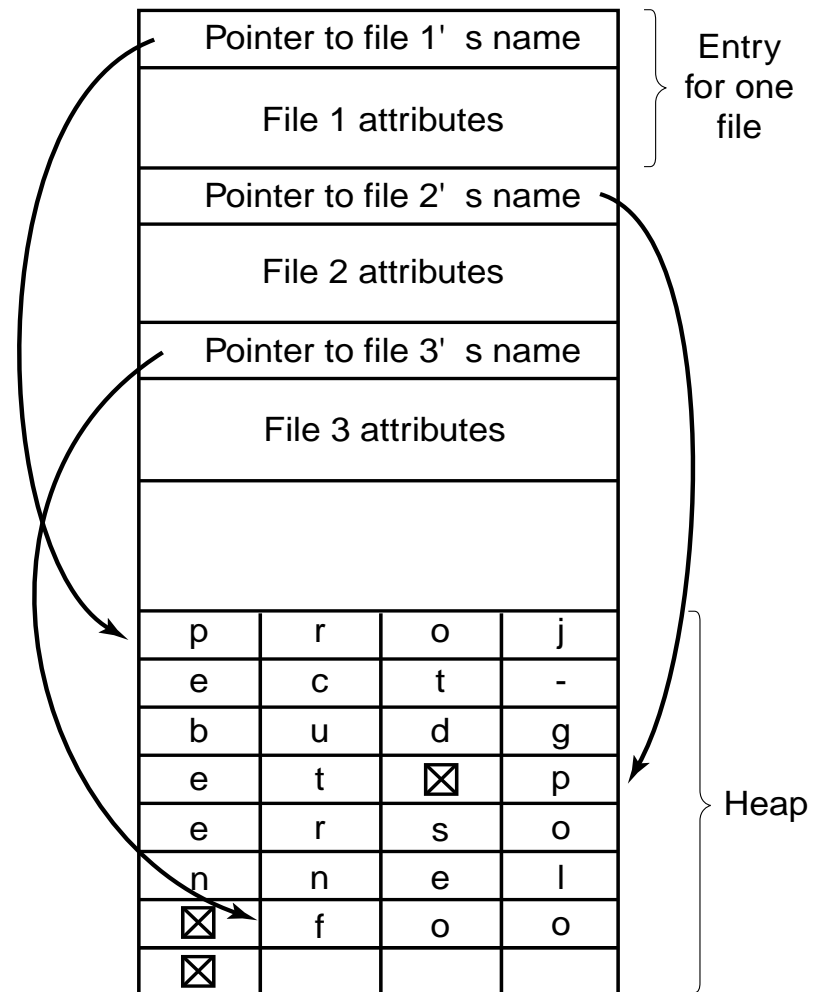 Pointer to file 1' s name
Entry
for one
file
File 1 attributes
Pointer to file 2' s name
File 2 attributes
Pointer to file 3' s name
File 3 attributes
p r o j
e c t -
b u d g
e t ☒ p
e r s o
n n e l
☒ f o o
☒
Heap